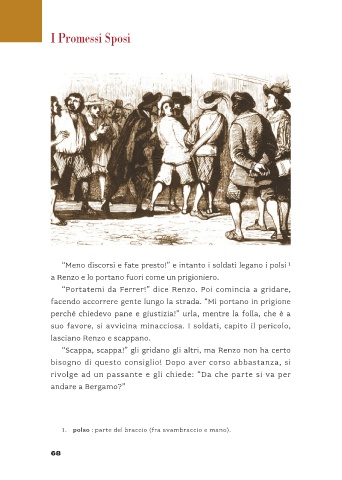 I Promessi Sposi
“Meno discorsi e fate presto!” e intanto i soldati legano i polsi 1
a Renzo e lo portano fuori come un prigioniero.
“Portatemi da Ferrer!” dice Renzo. Poi comincia a gridare,
facendo accorrere gente lungo la strada. “Mi portano in prigione
perché chiedevo pane e giustizia!” urla, mentre la folla, che è a
suo favore, si avvicina minacciosa. I soldati, capito il pericolo,
lasciano Renzo e scappano.
“Scappa, scappa!” gli gridano gli altri, ma Renzo non ha certo
bisogno di questo consiglio! Dopo aver corso abbastanza, si
rivolge ad un passante e gli chiede: “Da che parte si va per
andare a Bergamo?”
1. polso : parte del braccio (fra avambraccio e mano).
68